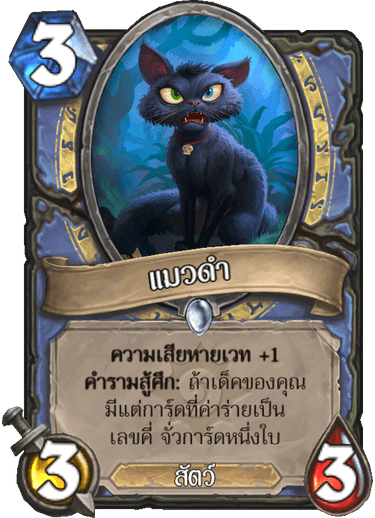 3
แมวดำ
ความเสียหายเวท +1
คำรามสู้ศึก: ถ้าเด็คของคุณ
มีแต่การ์ดที่ค่าร่ายเป็น
เลขคี่ จั่วการ์ดหนึ่งใบ
3
สัตว์
3